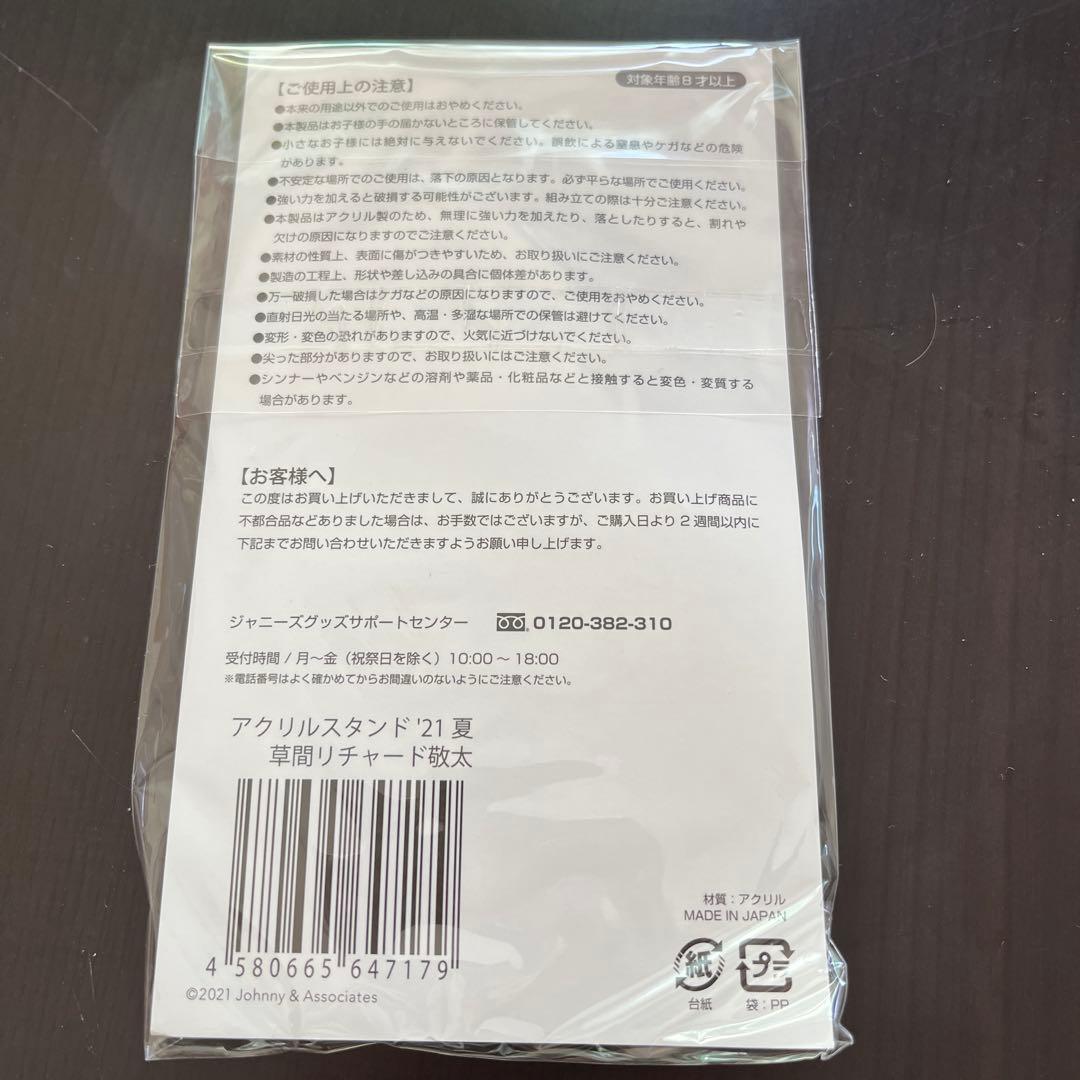 【ご使用上の注意】
対象年齢8才以上
●本来の用途以外でのご使用はおやめください。
●本製品はお子様の手の届かないところに保管してください。
●小さなお子様には絶対に与えないでください。誤飲による窒息やケガなどの危険
があります。
●不安定な場所でのご使用は、落下の原因となります。必ず平らな場所でご使用ください。
●強い力を加えると破損する可能性がございます。組み立ての際は十分ご注意ください。
●本製品はアクリル製のため、無理に強い力を加えたり、落としたりすると、割れや
欠けの原因になりますのでご注意ください。
●素材の性質上、表面に傷がつきやすいため、お取り扱いにご注意ください。
●製造の工程上、形状や差し込みの具合に個体差があります。
●万一破損した場合はケガなどの原因になりますので、ご使用をおやめください。
●直射日光の当たる場所や、高温・多湿な場所での保管は避けてください。
●変形・変色の恐れがありますので、火気に近づけないでください。
●尖った部分がありますので、お取り扱いにはご注意ください。
●シンナーやベンジンなどの溶剤や薬品・化粧品などと接触すると変色・変質する
場合があります。
【お客様へ】
この度はお買い上げいただきまして、誠にありがとうございます。お買い上げ商品に
不都合品などありました場合は、お手数ではございますが、ご購入日より2週間以内に
下記までお問い合わせいただきますようお願い申し上げます。
ジャニーズグッズサポートセンター 0120-382-310
受付時間 / 月〜金（祝祭日を除く）10:00 〜 18:00
※電話番号はよく確かめてからお間違いのないようにご注意ください。
アクリルスタンド '21 夏
草間リチャード敬太
4 580665 647179
©2021 Johnny & Associates
材質：アクリル
MADE IN JAPAN
紙
プラ
台紙
袋：PP